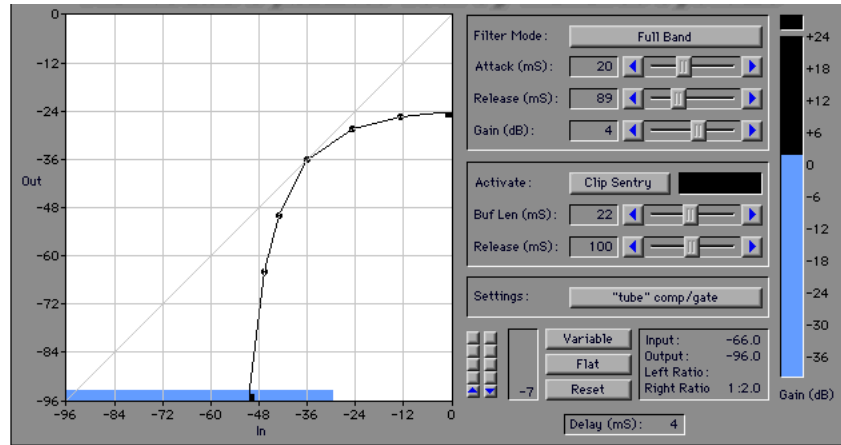 0
-12
-24
-36
Out
-48
-60
-72
-84
-96
-96 -84 -72 -60 -48 -36 -24 -12 0
In
Filter Mode: Full Band
Attack (mS): 20
Release (mS): 89
Gain (dB): 4
Activate: Clip Sentry
Buf Len (mS): 22
Release (mS): 100
Settings: "tube" comp/gate
-7
Variable
Flat
Reset
Input: -66.0
Output: -96.0
Left Ratio:
Right Ratio 1:2.0
Delay (mS): 4
+24
+18
+12
+6
0
-6
-12
-18
-24
-30
-36
Gain (dB)